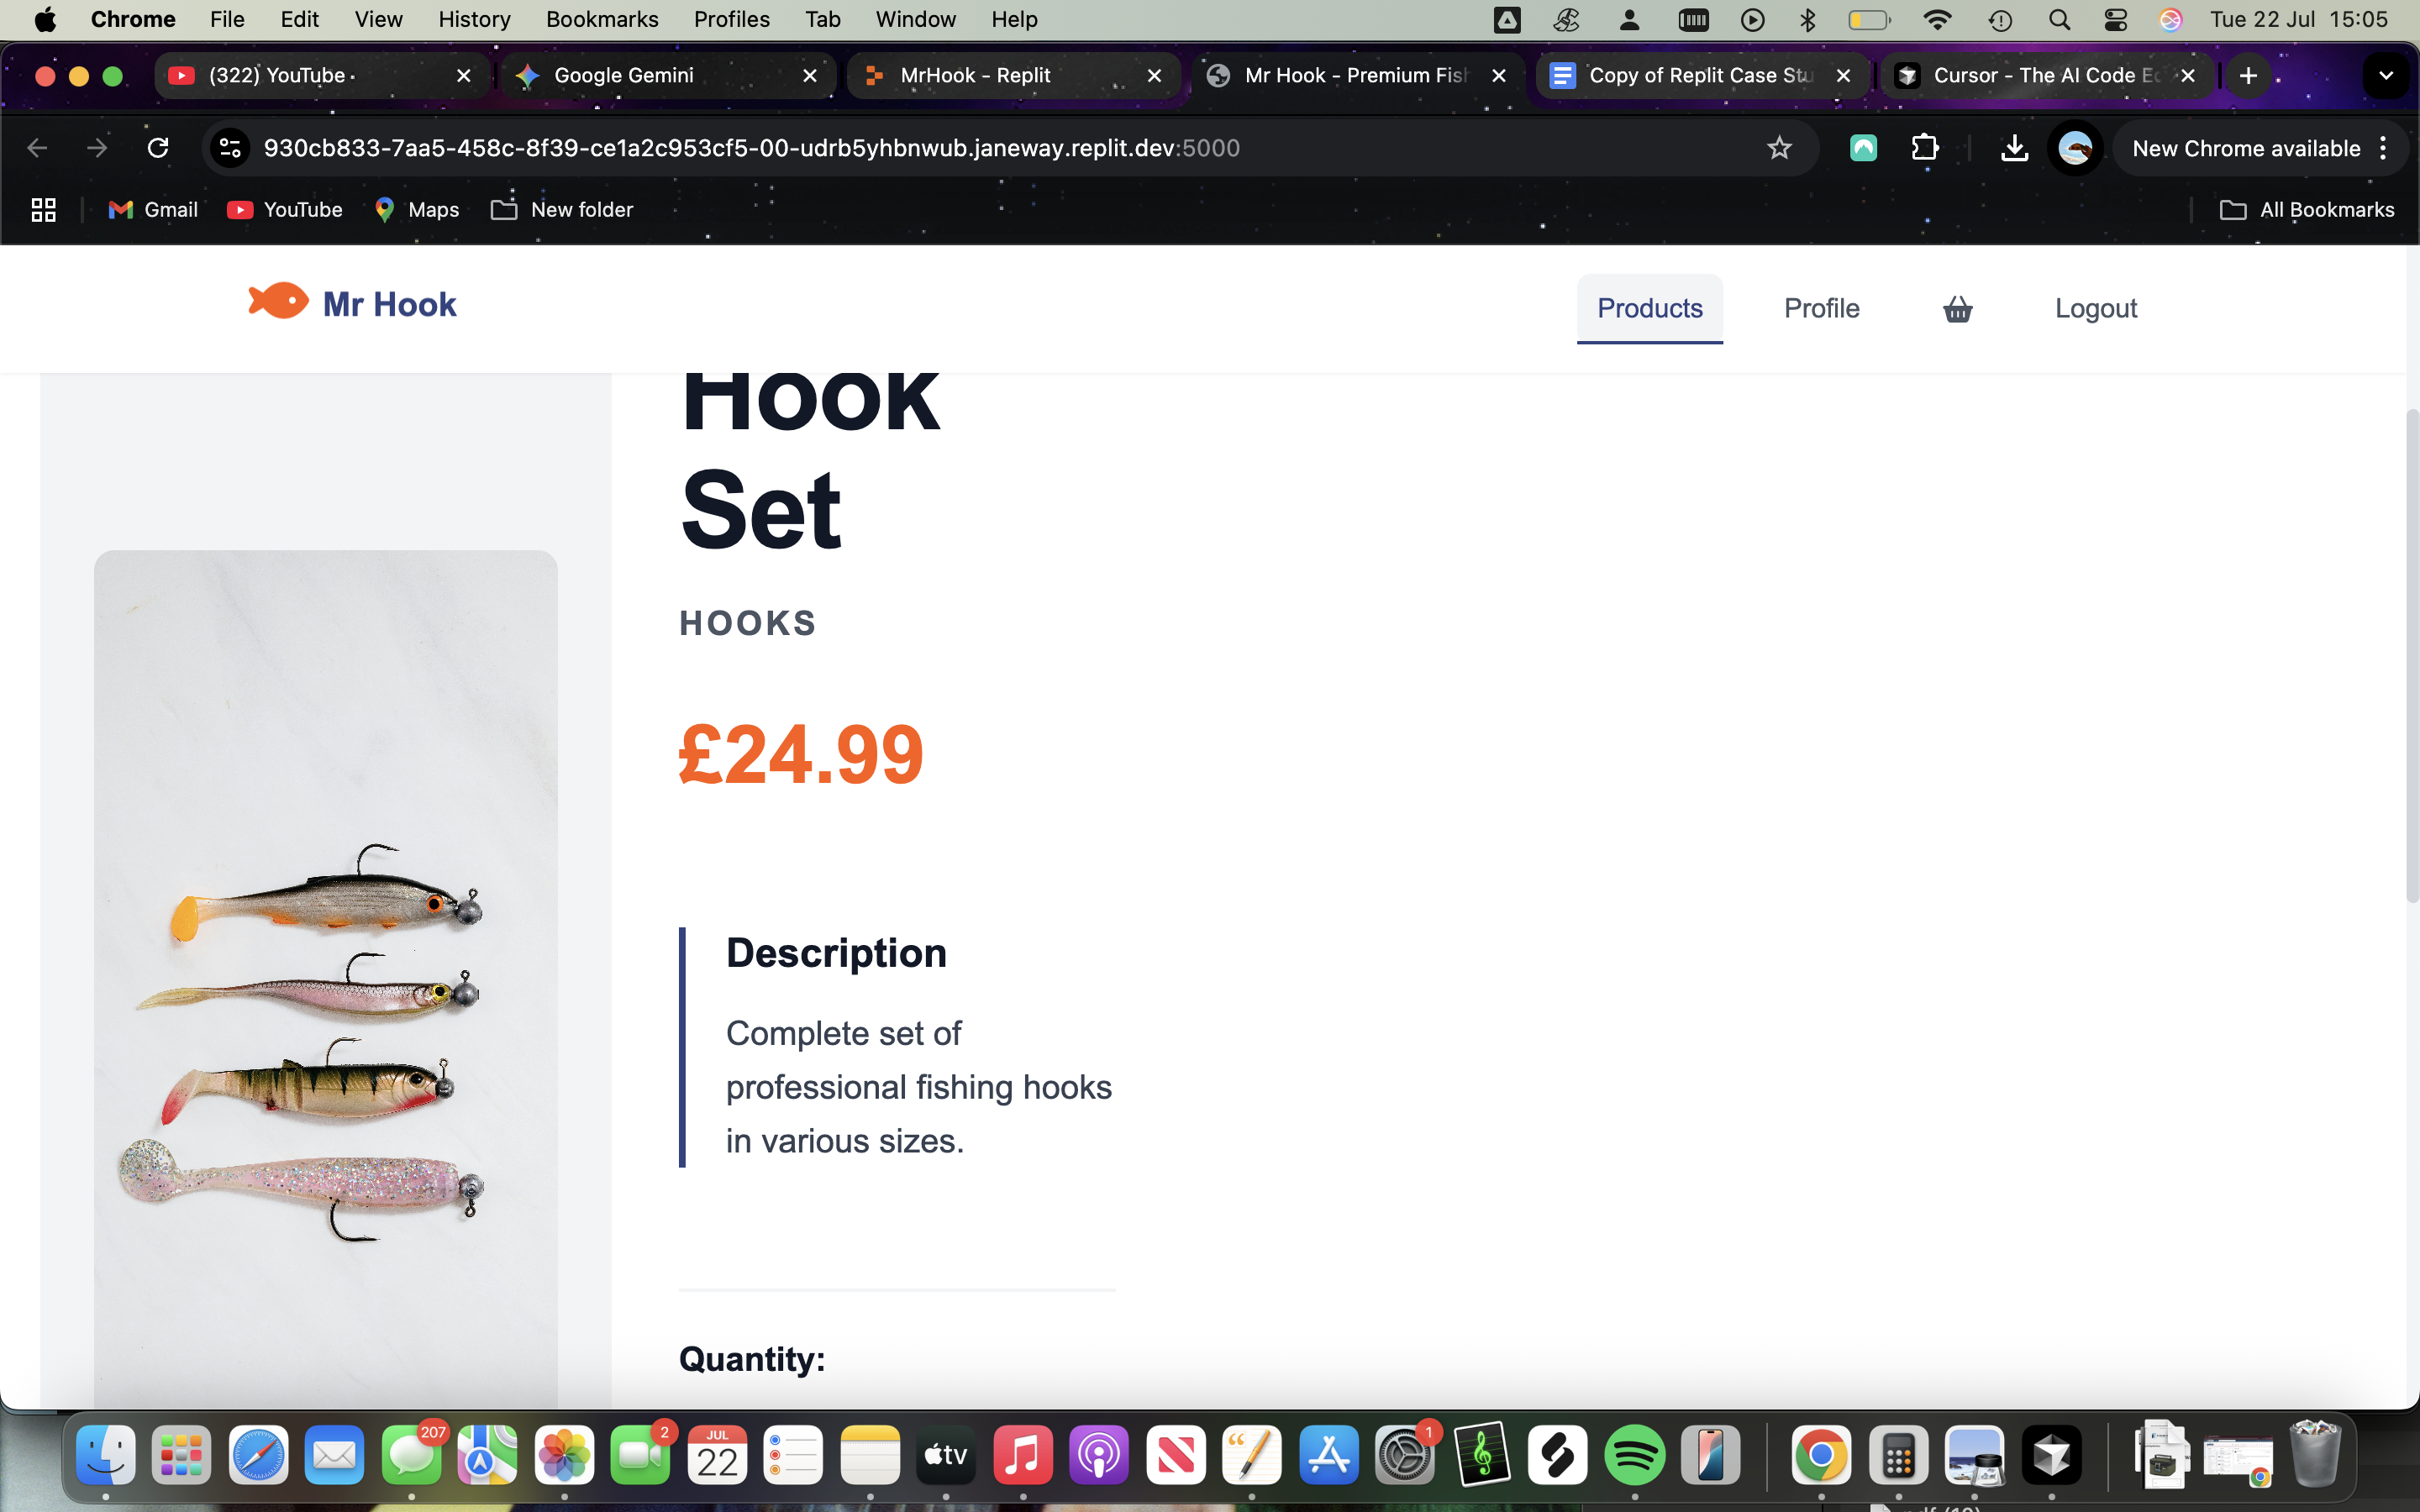 Chrome File Edit View History Bookmarks Profiles Tab Window Help Tue 22 Jul 15:05
(322) YouTube Google Gemini MrHook - Replit Mr Hook - Premium Fish Copy of Replit Case Stu Cursor - The AI Code Ed
930cb833-7aa5-458c-8f39-ce1a2c953cf5-00-udrb5yhbnwub.janeway.replit.dev:5000 New Chrome available
Gmail YouTube Maps New folder All Bookmarks
Mr Hook Products Profile Logout
Hook
Set
HOOKS
£24.99
Description
Complete set of
professional fishing hooks
in various sizes.
Quantity:
207 2 JUL 22 tv 1